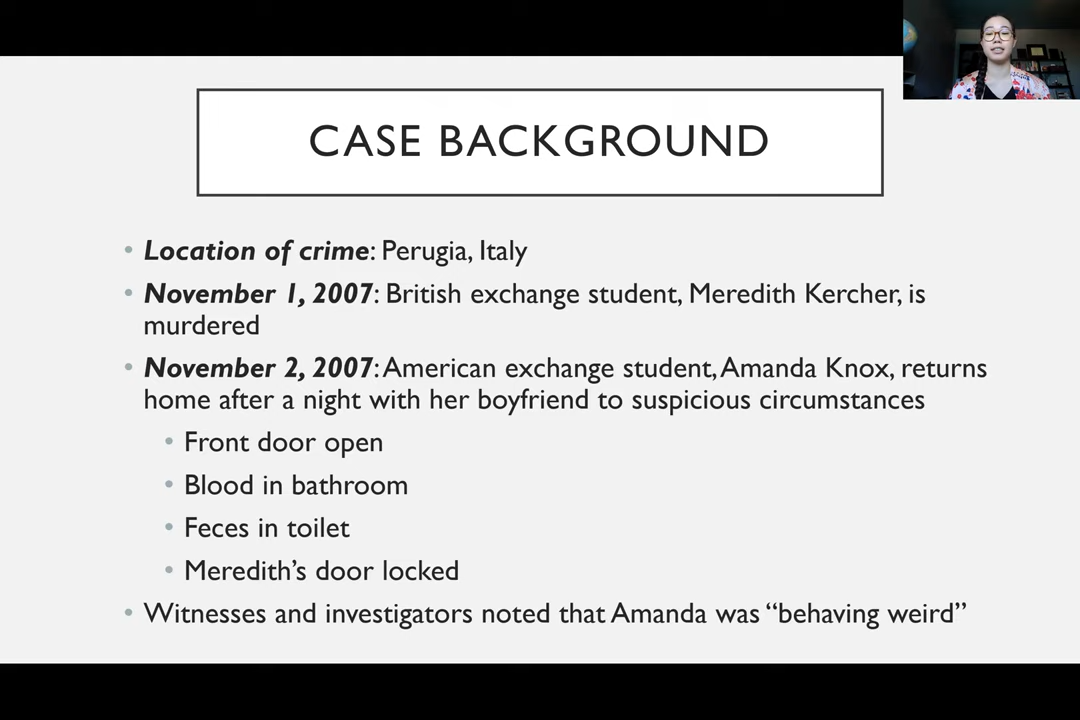 CASE BACKGROUND
• Location of crime: Perugia, Italy
• November 1, 2007: British exchange student, Meredith Kercher, is
murdered
• November 2, 2007: American exchange student, Amanda Knox, returns
home after a night with her boyfriend to suspicious circumstances
• Front door open
• Blood in bathroom
• Feces in toilet
• Meredith’s door locked
• Witnesses and investigators noted that Amanda was “behaving weird”